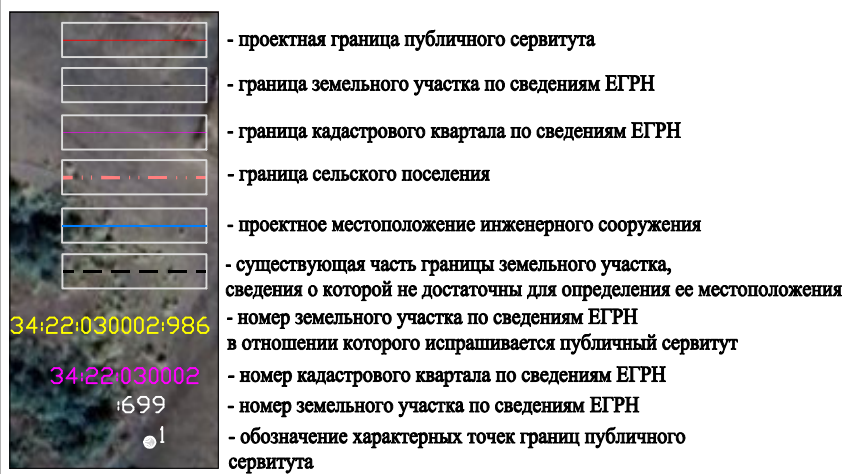 - проектная граница публичного сервитута
- граница земельного участка по сведениям ЕГРН
- граница кадастрового квартала по сведениям ЕГРН
- граница сельского поселения
- проектное местоположение инженерного сооружения
- существующая часть границы земельного участка,
сведения о которой не достаточны для определения ее местоположения
34:22:030002:986 - номер земельного участка по сведениям ЕГРН
в отношении которого испрашивается публичный сервитут
34:22:030002 - номер кадастрового квартала по сведениям ЕГРН
:699 - номер земельного участка по сведениям ЕГРН
1 - обозначение характерных точек границ публичного
сервитута